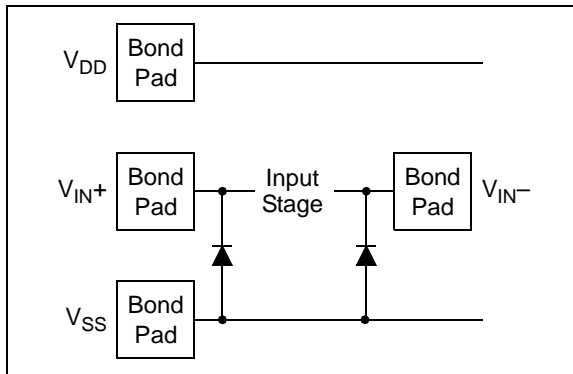 V_DD Bond Pad
V_IN+ Bond Pad Input Stage Bond Pad V_IN–
V_SS Bond Pad